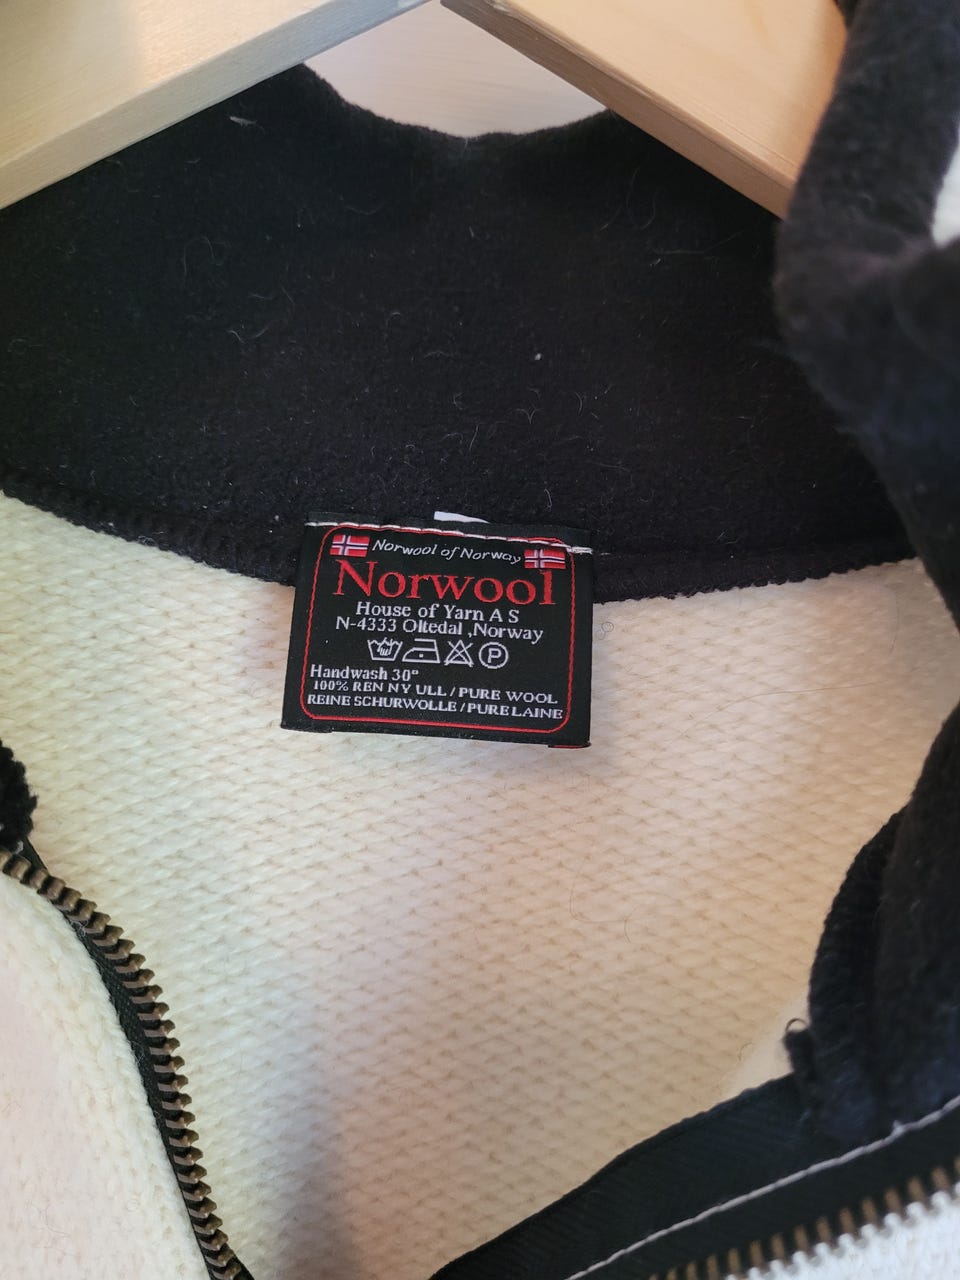 Norwool of Norway
Norwool
House of Yarn A S
N-4333 Oltedal ,Norway
P
Handwash 30°
100% REN NY ULL / PURE WOOL
REINE SCHURWOLLE / PURE LAINE